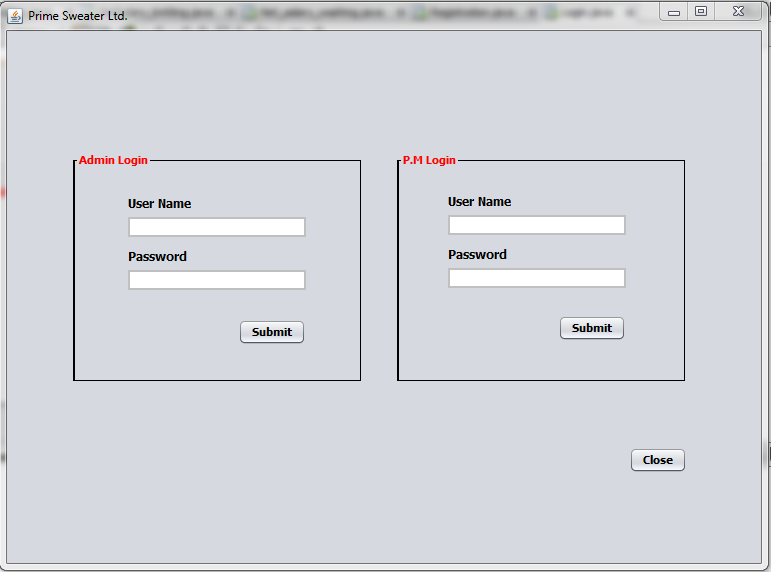 Prime Sweater Ltd.
Admin Login
User Name
Password
Submit
P.M Login
User Name
Password
Submit
Close